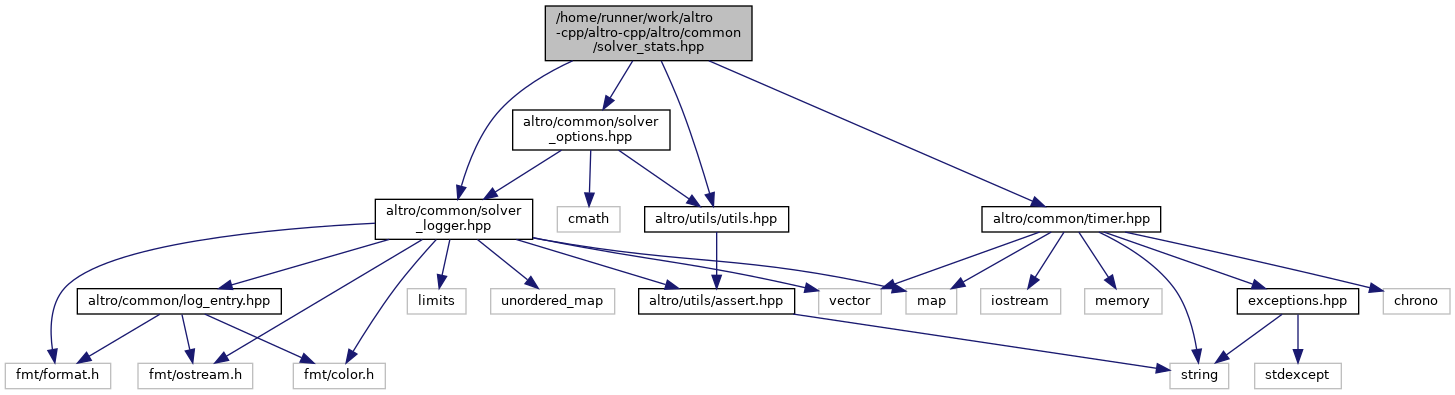 /home/runner/work/altro
-cpp/altro-cpp/altro/common
/solver_stats.hpp
altro/common/solver
_options.hpp
altro/common/solver
_logger.hpp
cmath
altro/utils/utils.hpp
altro/common/timer.hpp
altro/common/log_entry.hpp
limits
unordered_map
altro/utils/assert.hpp
vector
map
iostream
memory
exceptions.hpp
chrono
fmt/format.h
fmt/ostream.h
fmt/color.h
string
stdexcept